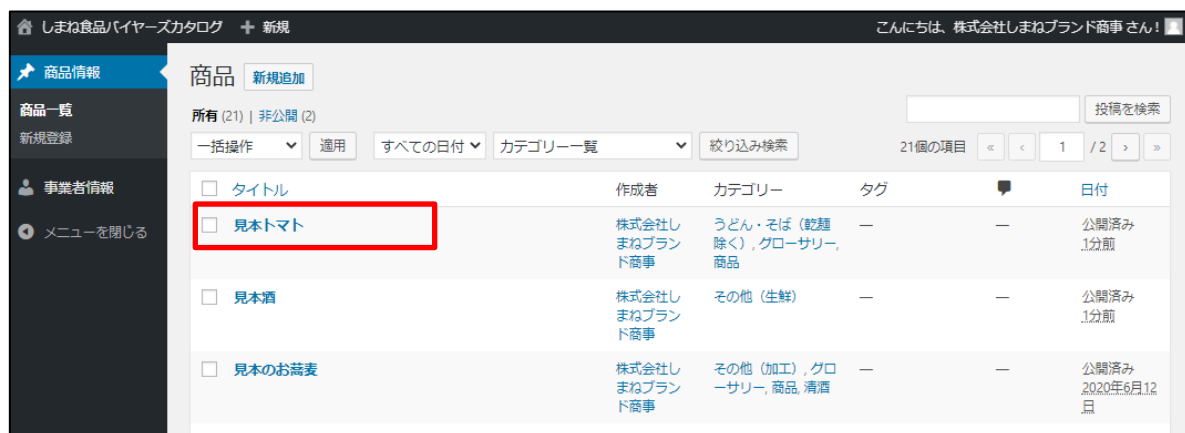 しまね食品バイヤーズカタログ ＋ 新規 こんにちは、株式会社しまねブランド商事 さん!
商品情報
商品一覧
新規登録
事業者情報
メニューを閉じる
商品 新規追加
所有 (21) | 非公開 (2)
投稿を検索
一括操作 適用 すべての日付 カテゴリー一覧 絞り込み検索 21個の項目 « ‹ 1 / 2 › »
タイトル 作成者 カテゴリー タグ 日付
見本トマト 株式会社し うどん・そば（乾麺 — — 公開済み
まねブラン 除く）, グローサリー, 1分前
ド商事 商品
見本酒 株式会社し その他（生鮮） — — 公開済み
まねブラン 1分前
ド商事
見本のお蕎麦 株式会社し その他（加工）, グロ — — 公開済み
まねブラン ーサリー, 商品, 清酒 2020年6月12
ド商事 日